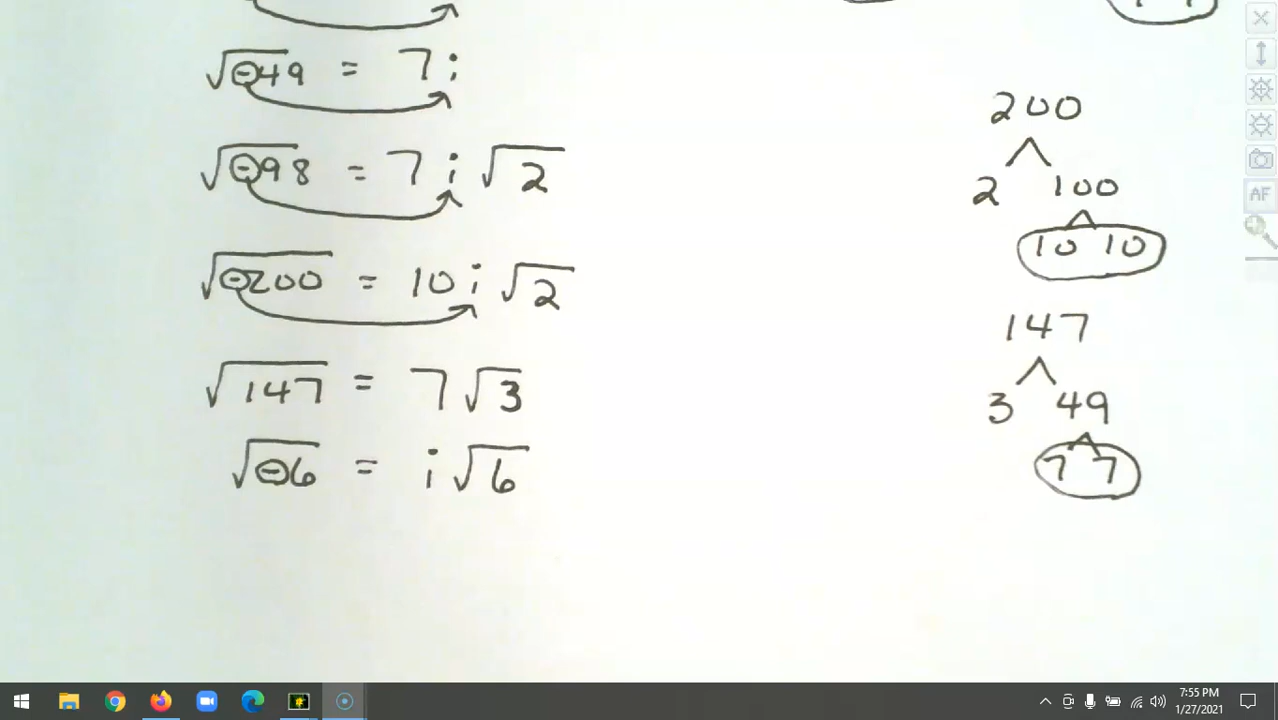 √-49 = 7i
√-98 = 7i√2
√-200 = 10i√2
√147 = 7√3
√-6 = i√6
200
2 100
10 10
147
3 49
7 7
AF
7:55 PM
1/27/2021